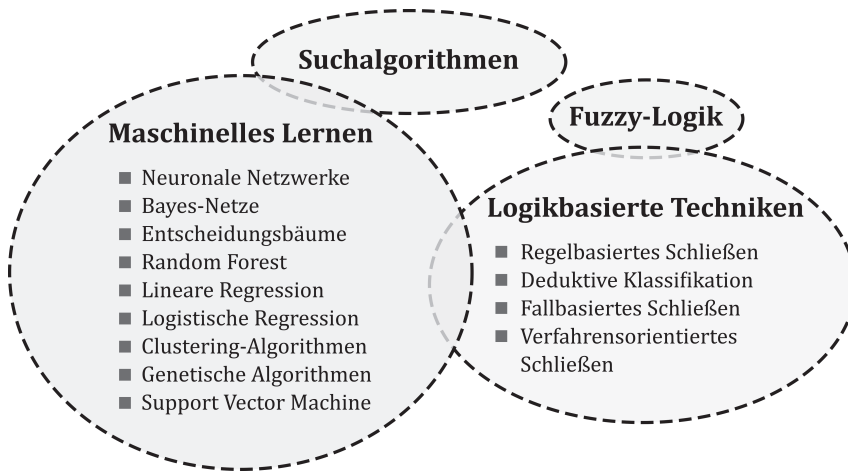 Suchalgorithmen
Fuzzy-Logik
Maschinelles Lernen
Neuronale Netzwerke
Bayes-Netze
Entscheidungsbäume
Random Forest
Lineare Regression
Logistische Regression
Clustering-Algorithmen
Genetische Algorithmen
Support Vector Machine
Logikbasierte Techniken
Regelbasiertes Schließen
Deduktive Klassifikation
Fallbasiertes Schließen
Verfahrensorientiertes
Schließen